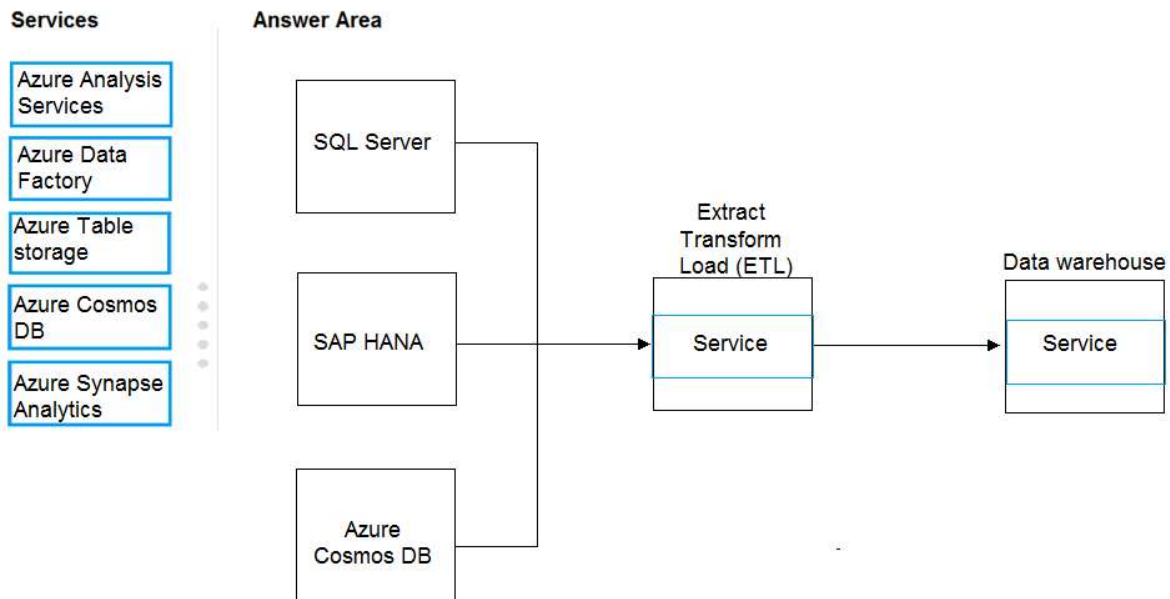 Services
Answer Area
Azure Analysis
Services
Azure Data
Factory
Azure Table
storage
Azure Cosmos
DB
Azure Synapse
Analytics
SQL Server
SAP HANA
Azure
Cosmos DB
Extract
Transform
Load (ETL)
Service
Data warehouse
Service